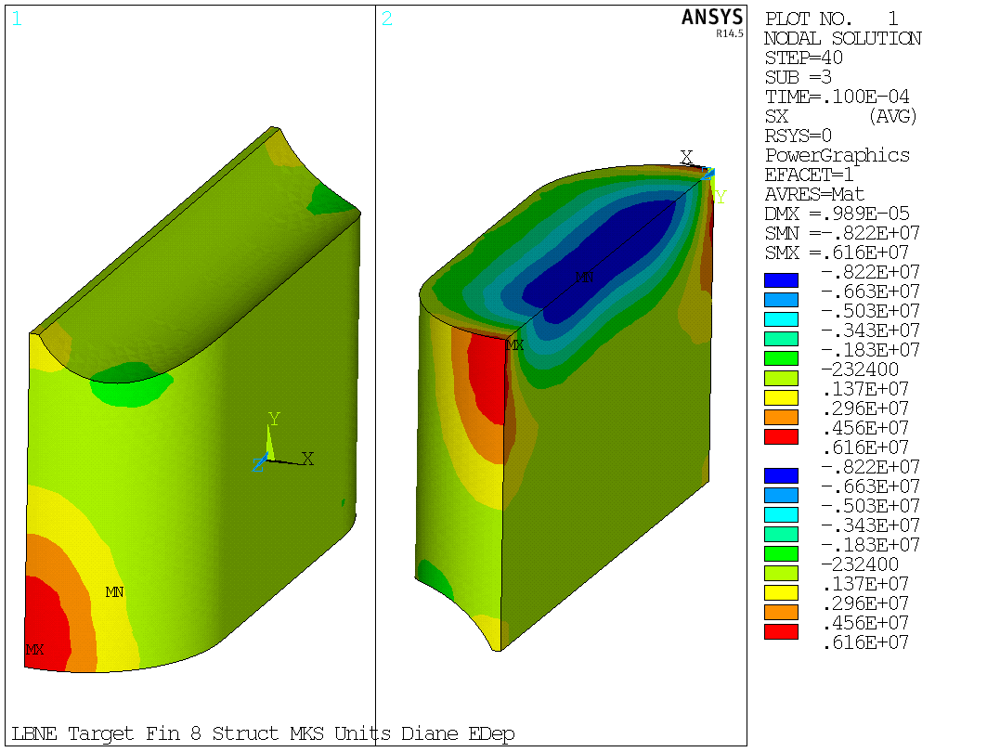 1
2
ANSYS
R14.5
PLOT NO. 1
NODAL SOLUTION
STEP=40
SUB =3
TIME=.100E-04
SX (AVG)
RSYS=0
PowerGraphics
EFACET=1
AVRES=Mat
DMX =.989E-05
SMN =-.822E+07
SMX =.616E+07
-.822E+07
-.663E+07
-.503E+07
-.343E+07
-.183E+07
-232400
.137E+07
.296E+07
.456E+07
.616E+07
-.822E+07
-.663E+07
-.503E+07
-.343E+07
-.183E+07
-232400
.137E+07
.296E+07
.456E+07
.616E+07
X
Y
MN
MX
Y
X
Z
MN
MX
LBNE Target Fin 8 Struct MKS Units Diane EDep